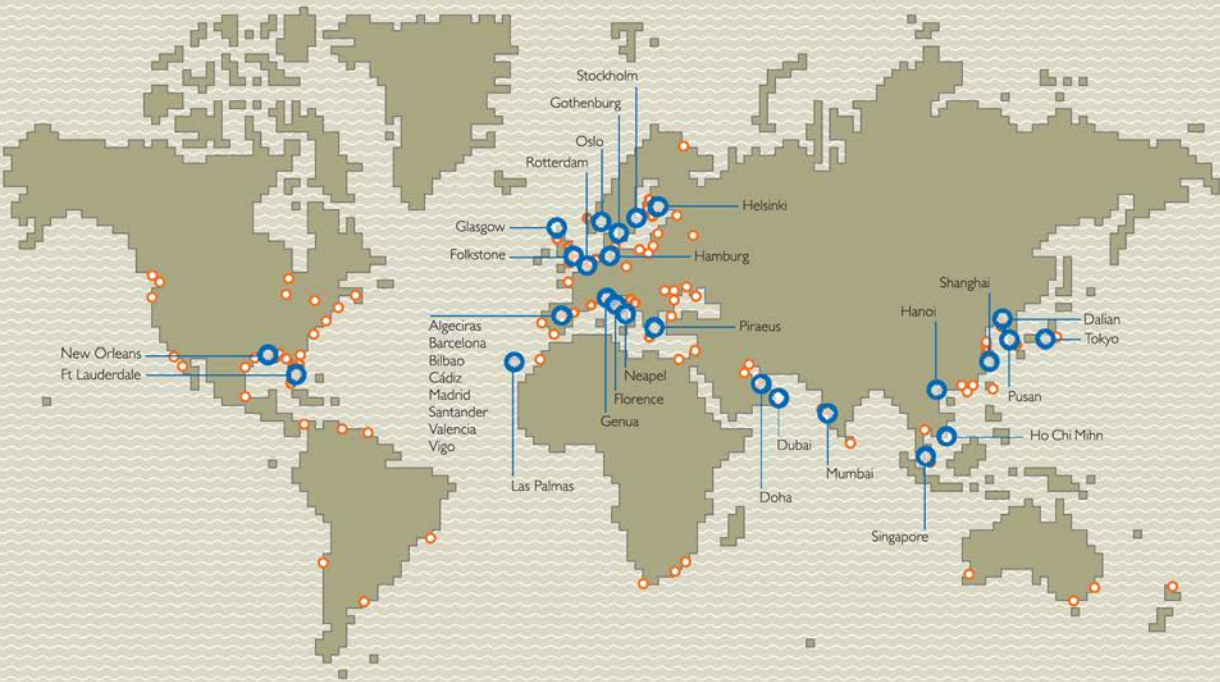 Stockholm
Gothenburg
Oslo
Rotterdam
Helsinki
Glasgow
Folkstone
Hamburg
Shanghai
Hanoi
Dalian
Tokyo
Algeciras
Barcelona
Bilbao
Cádiz
Madrid
Santander
Valencia
Vigo
Piraeus
New Orleans
Ft Lauderdale
Neapel
Florence
Genua
Pusan
Dubai
Ho Chi Mihn
Mumbai
Las Palmas
Doha
Singapore